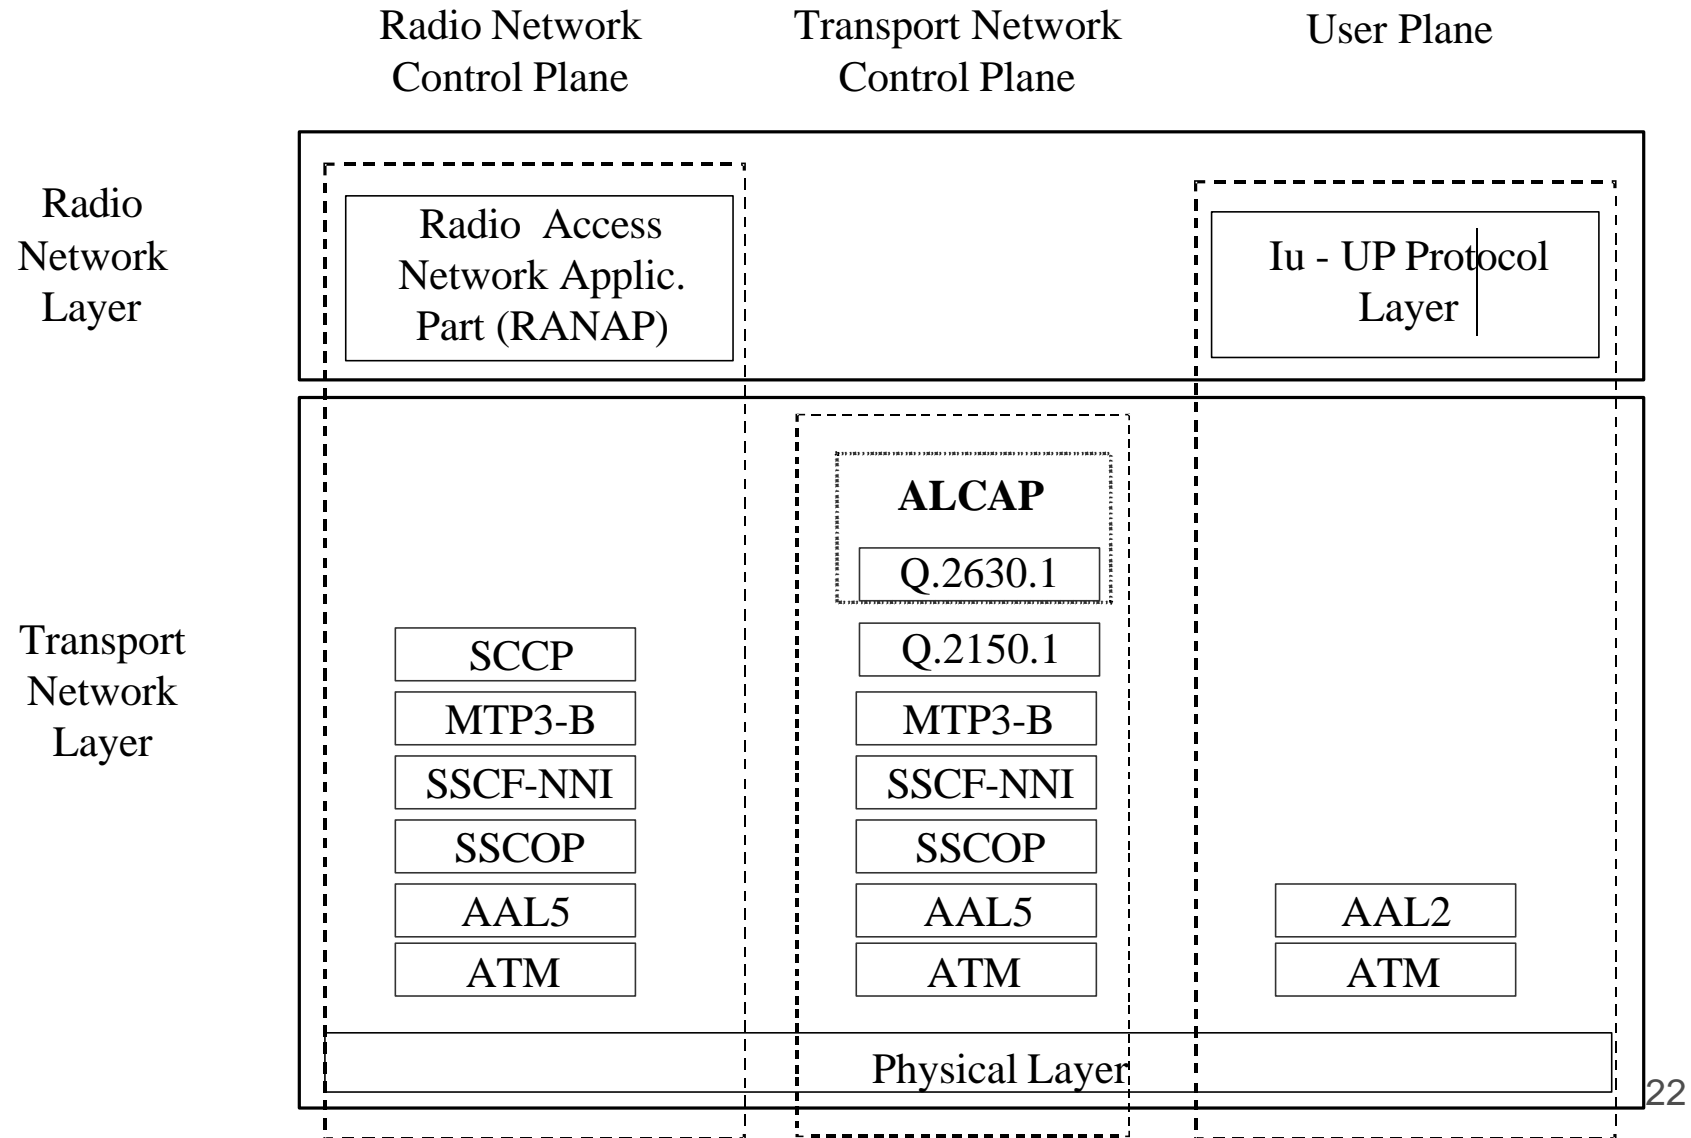 Radio Network
Control Plane
Transport Network
Control Plane
User Plane
Radio
Network
Layer
Radio Access
Network Applic.
Part (RANAP)
Iu - UP Protocol
Layer
Transport
Network
Layer
SCCP
MTP3-B
SSCF-NNI
SSCOP
AAL5
ATM
ALCAP
Q.2630.1
Q.2150.1
MTP3-B
SSCF-NNI
SSCOP
AAL5
ATM
AAL2
ATM
Physical Layer
22